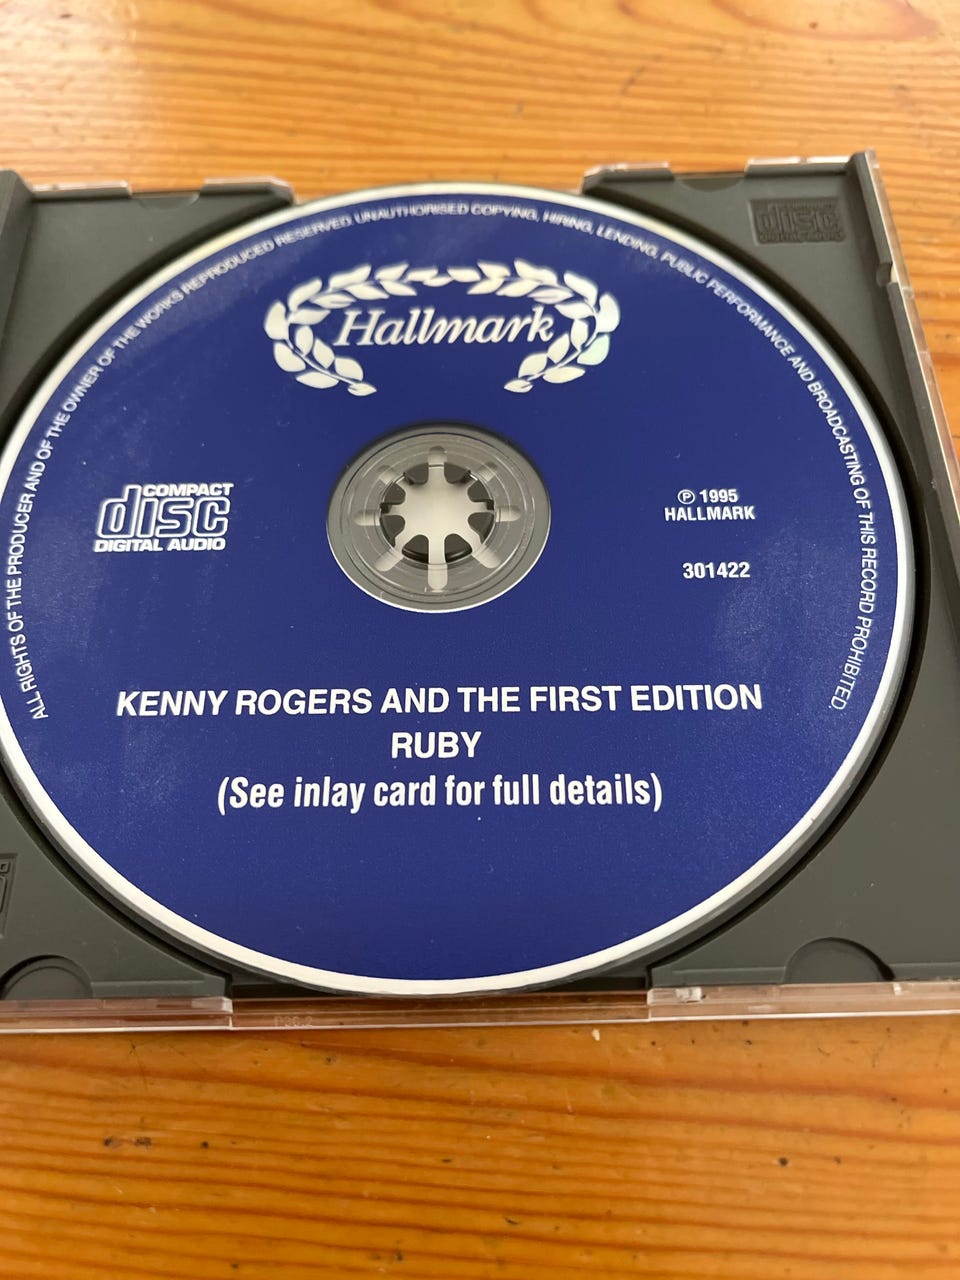 ALL RIGHTS OF THE PRODUCER AND OF THE OWNER OF THE WORKS REPRODUCED RESERVED. UNAUTHORISED COPYING, HIRING, LENDING, PUBLIC PERFORMANCE AND BROADCASTING OF THIS RECORD PROHIBITED.
Hallmark
COMPACT
disc
DIGITAL AUDIO
℗ 1995
HALLMARK
301422
KENNY ROGERS AND THE FIRST EDITION
RUBY
(See inlay card for full details)
disc